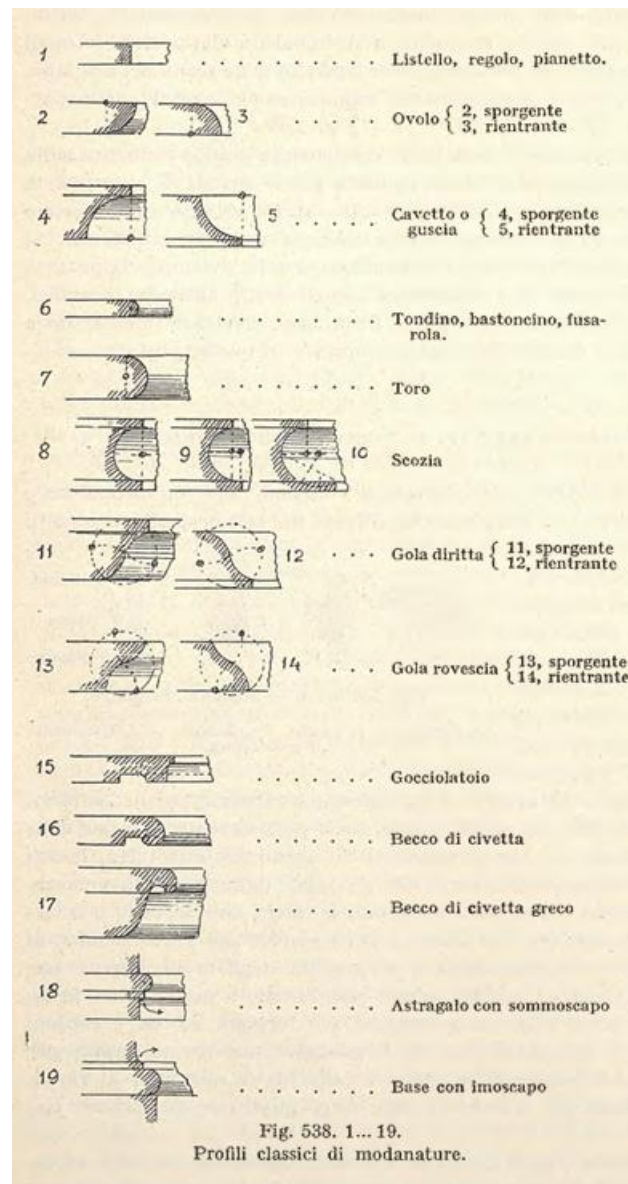 1 . . . . . . . . . . Listello, regolo, pianetto.
2 3 . . . . . . Ovolo { 2, sporgente
3, rientrante
4 5 . . . . Cavetto o { 4, sporgente
guscia { 5, rientrante
6 . . . . . . . . . . Tondino, bastoncino, fusa-
rola.
7 . . . . . . . . . . Toro
8 9 10 . . Scozia
11 12 . . . . Gola diritta { 11, sporgente
12, rientrante
13 14 . . . . Gola rovescia { 13, sporgente
14, rientrante
15 . . . . . . . . Gocciolatoio
16 . . . . . . . . Becco di civetta
17 . . . . . . . . Becco di civetta greco
18 . . . . . . . . . Astragalo con sommoscapo
19 . . . . . . . . Base con imoscapo
Fig. 538. 1... 19.
Profili classici di modanature.